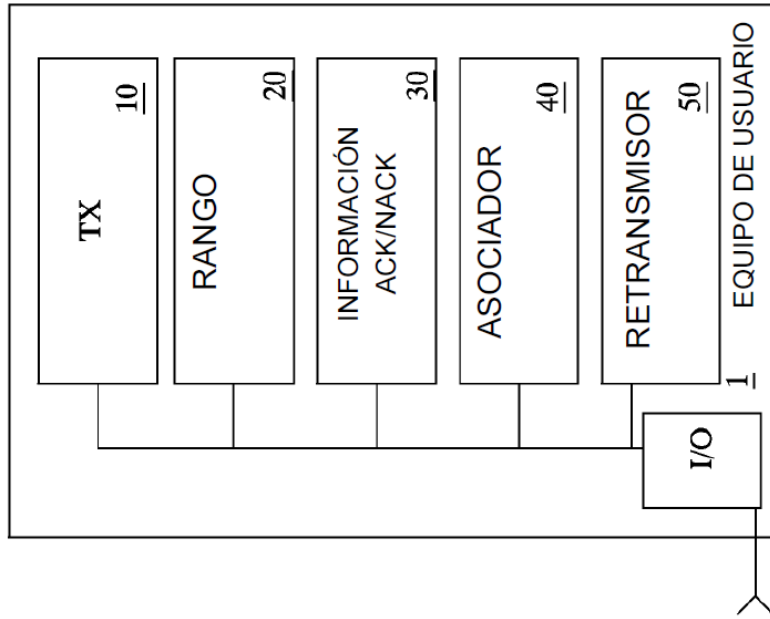 TX
10
RANGO
20
INFORMACIÓN
ACK/NACK
30
ASOCIADOR
40
RETRANSMISOR
50
I/O
1
EQUIPO DE USUARIO